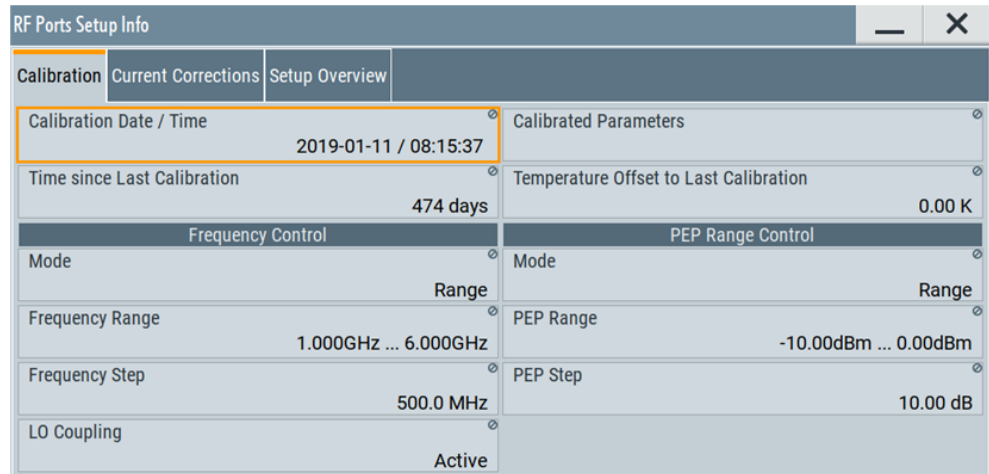 RF Ports Setup Info
Calibration Current Corrections Setup Overview
Calibration Date / Time
2019-01-11 / 08:15:37
Calibrated Parameters
Time since Last Calibration
474 days
Temperature Offset to Last Calibration
0.00 K
Frequency Control
PEP Range Control
Mode
Range
Mode
Range
Frequency Range
1.000GHz ... 6.000GHz
PEP Range
-10.00dBm ... 0.00dBm
Frequency Step
500.0 MHz
PEP Step
10.00 dB
LO Coupling
Active